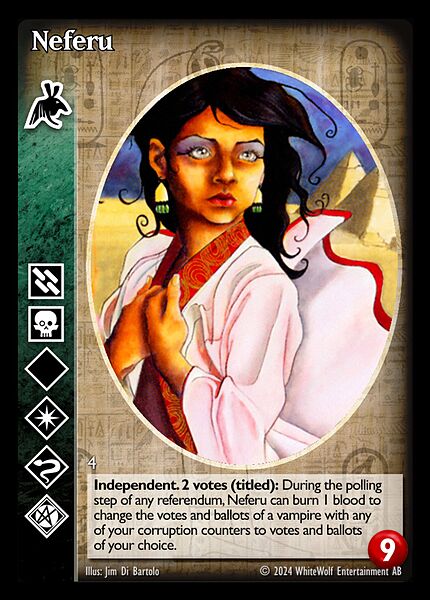 Neferu
4
Independent. 2 votes (titled): During the polling
step of any referendum, Neferu can burn 1 blood to
change the votes and ballots of a vampire with any
of your corruption counters to votes and ballots
of your choice.
9
Illus: Jim Di Bartolo
© 2024 WhiteWolf Entertainment AB